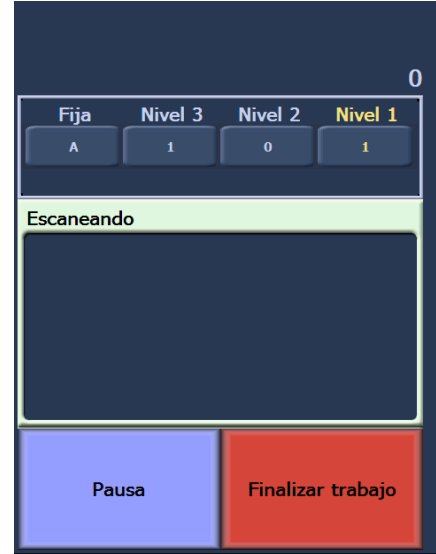 0
Fija Nivel 3 Nivel 2 Nivel 1
A 1 0 1
Escaneando
Pausa Finalizar trabajo